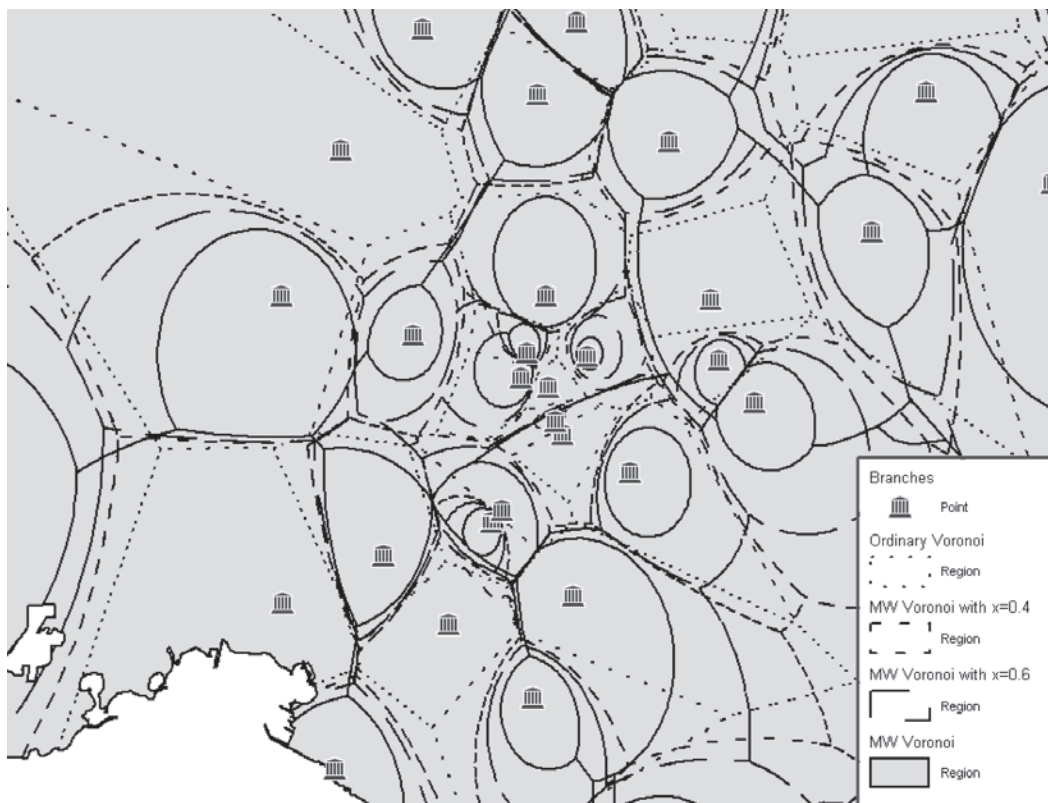 Branches
Point
Ordinary Voronoi
Region
MW Voronoi with x=0.4
Region
MW Voronoi with x=0.6
Region
MW Voronoi
Region